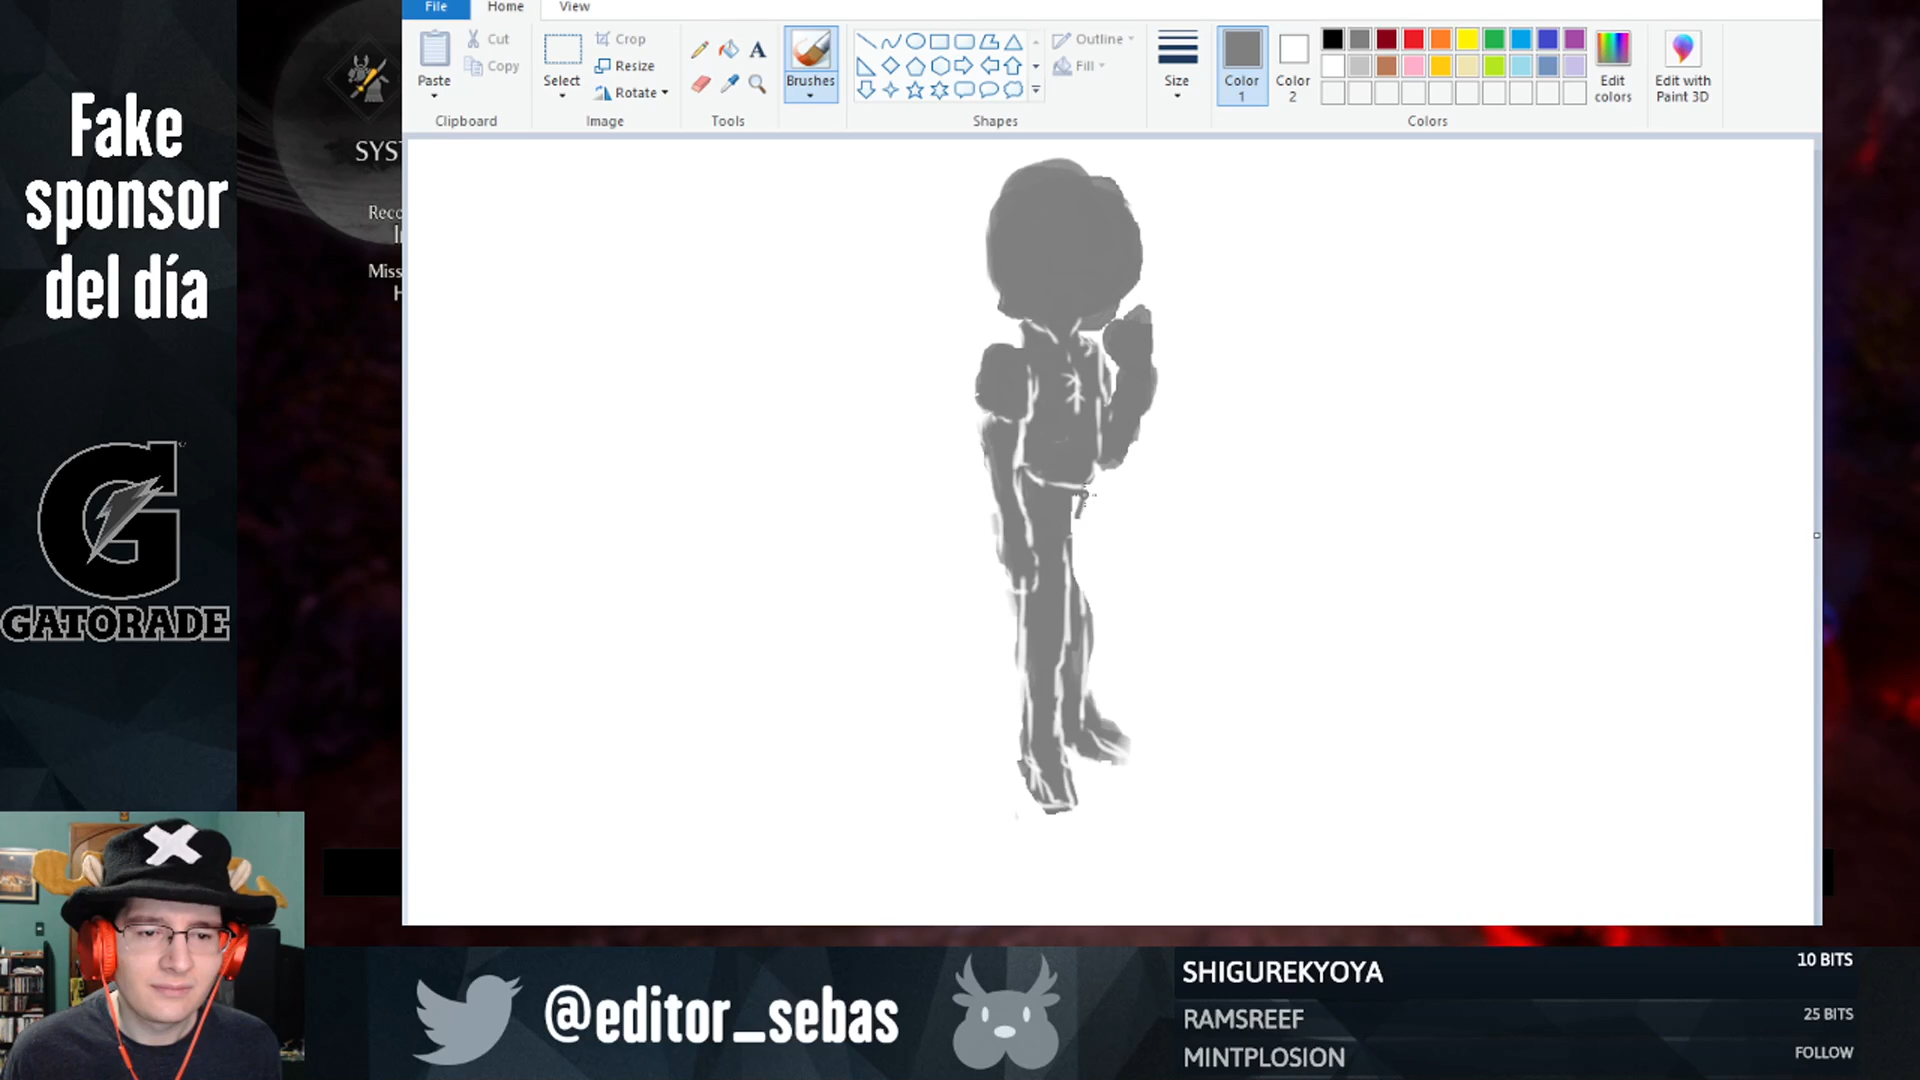 File
Home
View
Paste
Cut
Copy
Clipboard
Select
Crop
Resize
Rotate
Image
Tools
A
Brushes
Shapes
Outline
Fill
Size
Color
1
Color
2
Edit
colors
Colors
Edit with
Paint 3D
Fake
sponsor
del día
G
GATORADE
SYS
Reco
Miss
@editor_sebas
SHIGUREKYOYA 10 BITS
RAMSREEF 25 BITS
MINTPLOSION FOLLOW